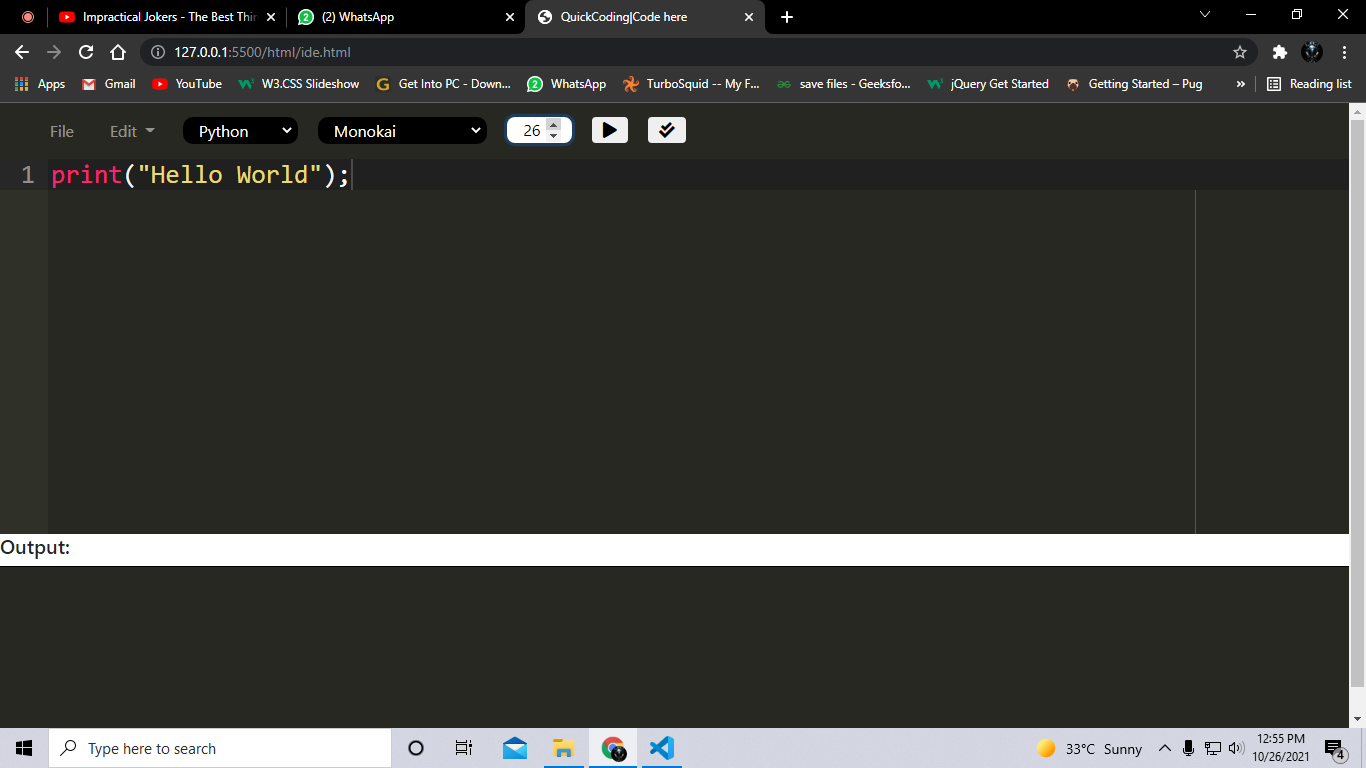 Impractical Jokers - The Best Thin
(2) WhatsApp
QuickCoding|Code here
127.0.0.1:5500/html/ide.html
Apps Gmail YouTube W3.CSS Slideshow Get Into PC - Down... WhatsApp TurboSquid -- My F... save files - Geeksfo... jQuery Get Started Getting Started – Pug » Reading list
File Edit Python Monokai 26
1 print("Hello World");
Output:
Type here to search
33°C Sunny
12:55 PM
10/26/2021
4